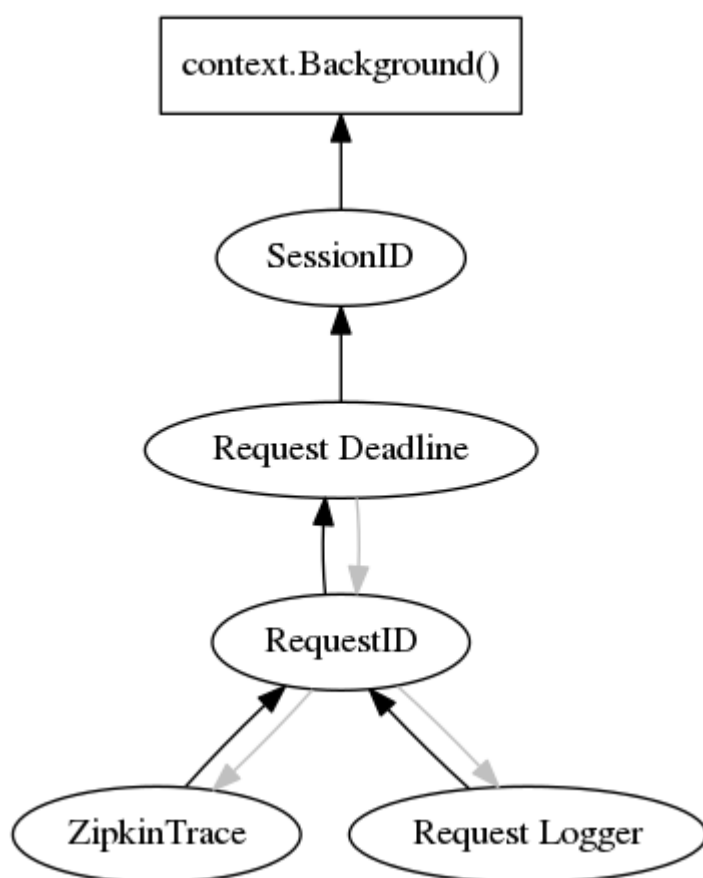 context.Background()
SessionID
Request Deadline
RequestID
ZipkinTrace
Request Logger